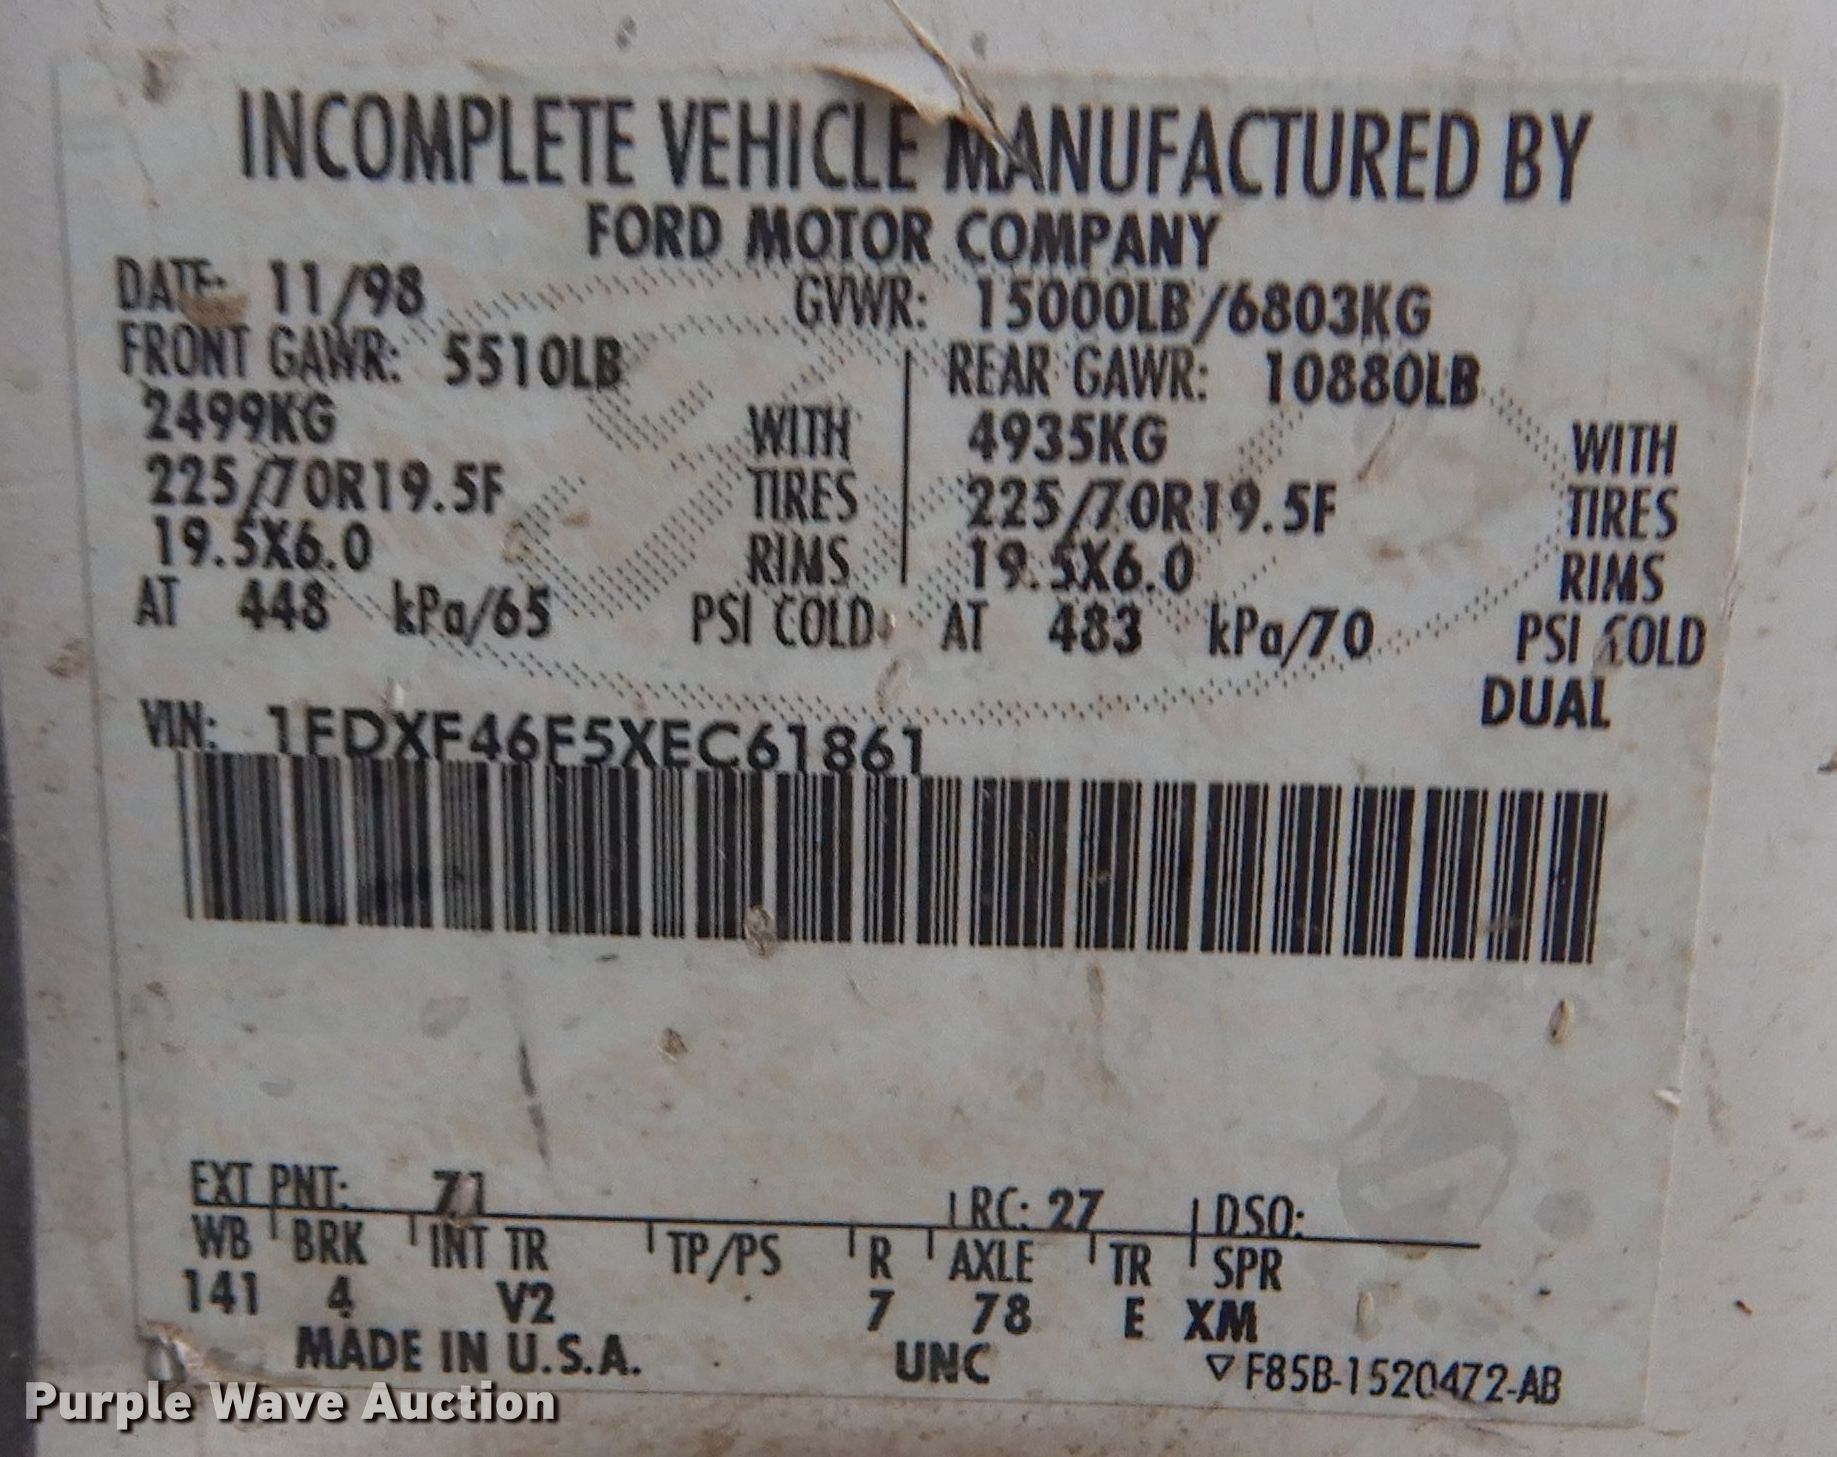 INCOMPLETE VEHICLE MANUFACTURED BY
FORD MOTOR COMPANY
DATE: 11/98 GVWR: 15000LB/6803KG
FRONT GAWR: 5510LB REAR GAWR: 10880LB
2499KG WITH 4935KG WITH
225/70R19.5F TIRES 225/70R19.5F TIRES
19.5X6.0 RIMS 19.5X6.0 RIMS
AT 448 kPa/65 PSI COLD AT 483 kPa/70 PSI COLD
DUAL
VIN: 1FDXF46F5XEC61861
EXT PNT: Z1 RC: 27 DSO:
WB BRK INT TR TP/PS R AXLE TR SPR
141 4 V2 7 78 E XM
MADE IN U.S.A. UNC ▽F85B-1520472-AB
Purple Wave Auction